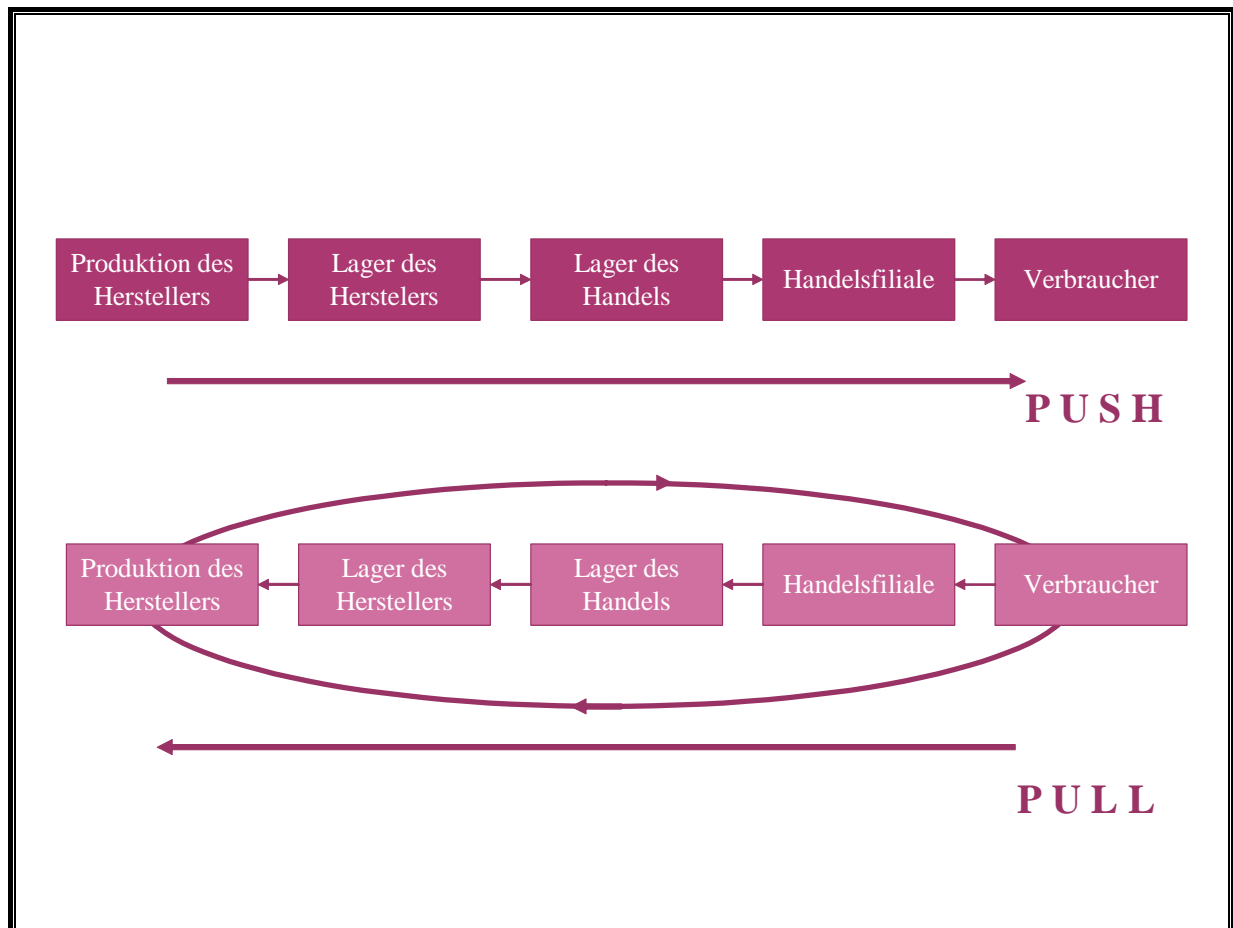 Produktion des
Herstellers
Lager des
Herstelers
Lager des
Handels
Handelsfiliale
Verbraucher
P U S H
Produktion des
Herstellers
Lager des
Herstellers
Lager des
Handels
Handelsfiliale
Verbraucher
P U L L